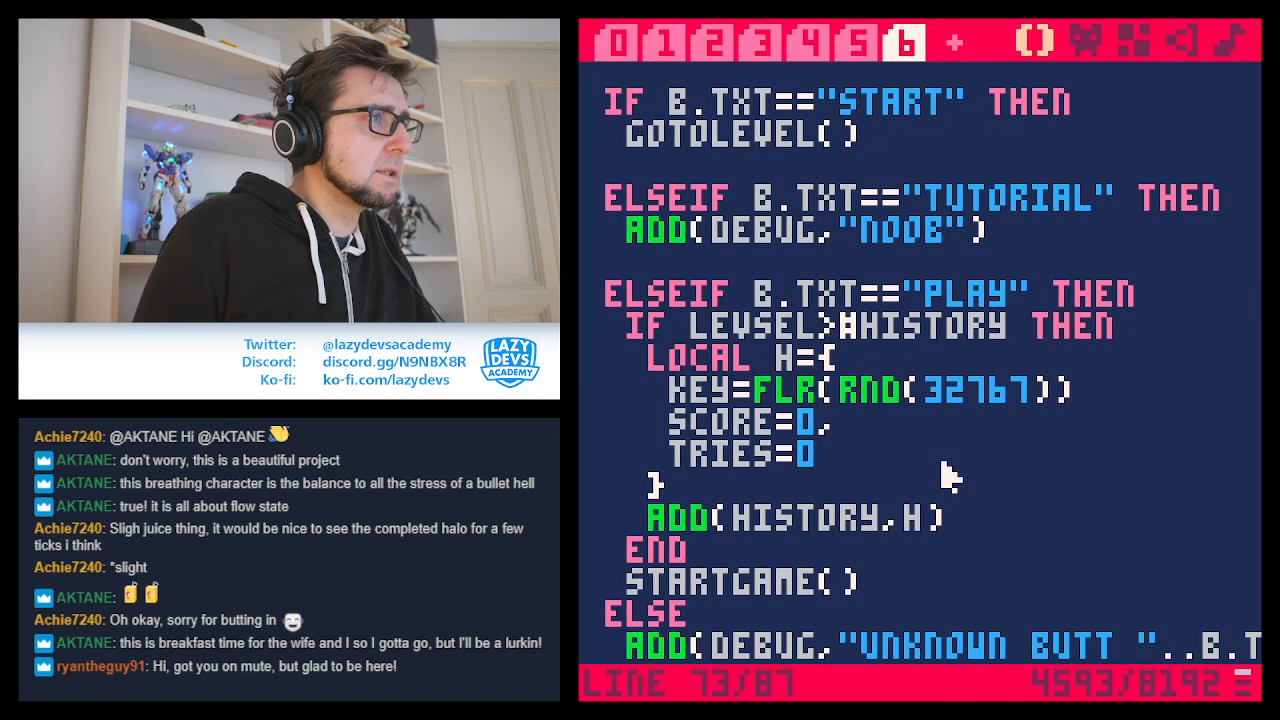 Twitter: @lazydevsacademy
Discord: discord.gg/N9NBX8R
Ko-fi: ko-fi.com/lazydevs
LAZY
DEVS
ACADEMY
Achie7240: @AKTANE Hi @AKTANE
AKTANE: don't worry, this is a beautiful project
AKTANE: this breathing character is the balance to all the stress of a bullet hell
AKTANE: true! it is all about flow state
Achie7240: Sligh juice thing, it would be nice to see the completed halo for a few
ticks i think
Achie7240: *slight
AKTANE:
Achie7240: Oh okay, sorry for butting in
AKTANE: this is breakfast time for the wife and I so I gotta go, but I'll be a lurkin!
ryantheguy91: Hi, got you on mute, but glad to be here!
0 1 2 3 4 5 6 + ()
IF B.TXT=="START" THEN
GOTOLEVEL()
ELSEIF B.TXT=="TUTORIAL" THEN
ADD(DEBUG,"NOOB")
ELSEIF B.TXT=="PLAY" THEN
IF LEVSEL>#HISTORY THEN
LOCAL H={
KEY=FLR(RND(32767))
SCORE=0,
TRIES=0
}
ADD(HISTORY,H)
END
STARTGAME()
ELSE
ADD(DEBUG,"UNKNOWN BUTT "..B.T
LINE 73/87 4593/8192